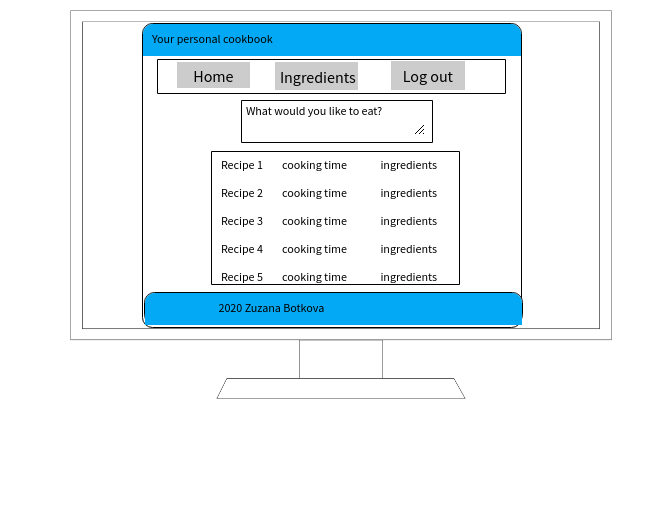 Your personal cookbook
Home Ingredients Log out
What would you like to eat?
Recipe 1 cooking time ingredients
Recipe 2 cooking time ingredients
Recipe 3 cooking time ingredients
Recipe 4 cooking time ingredients
Recipe 5 cooking time ingredients
2020 Zuzana Botkova